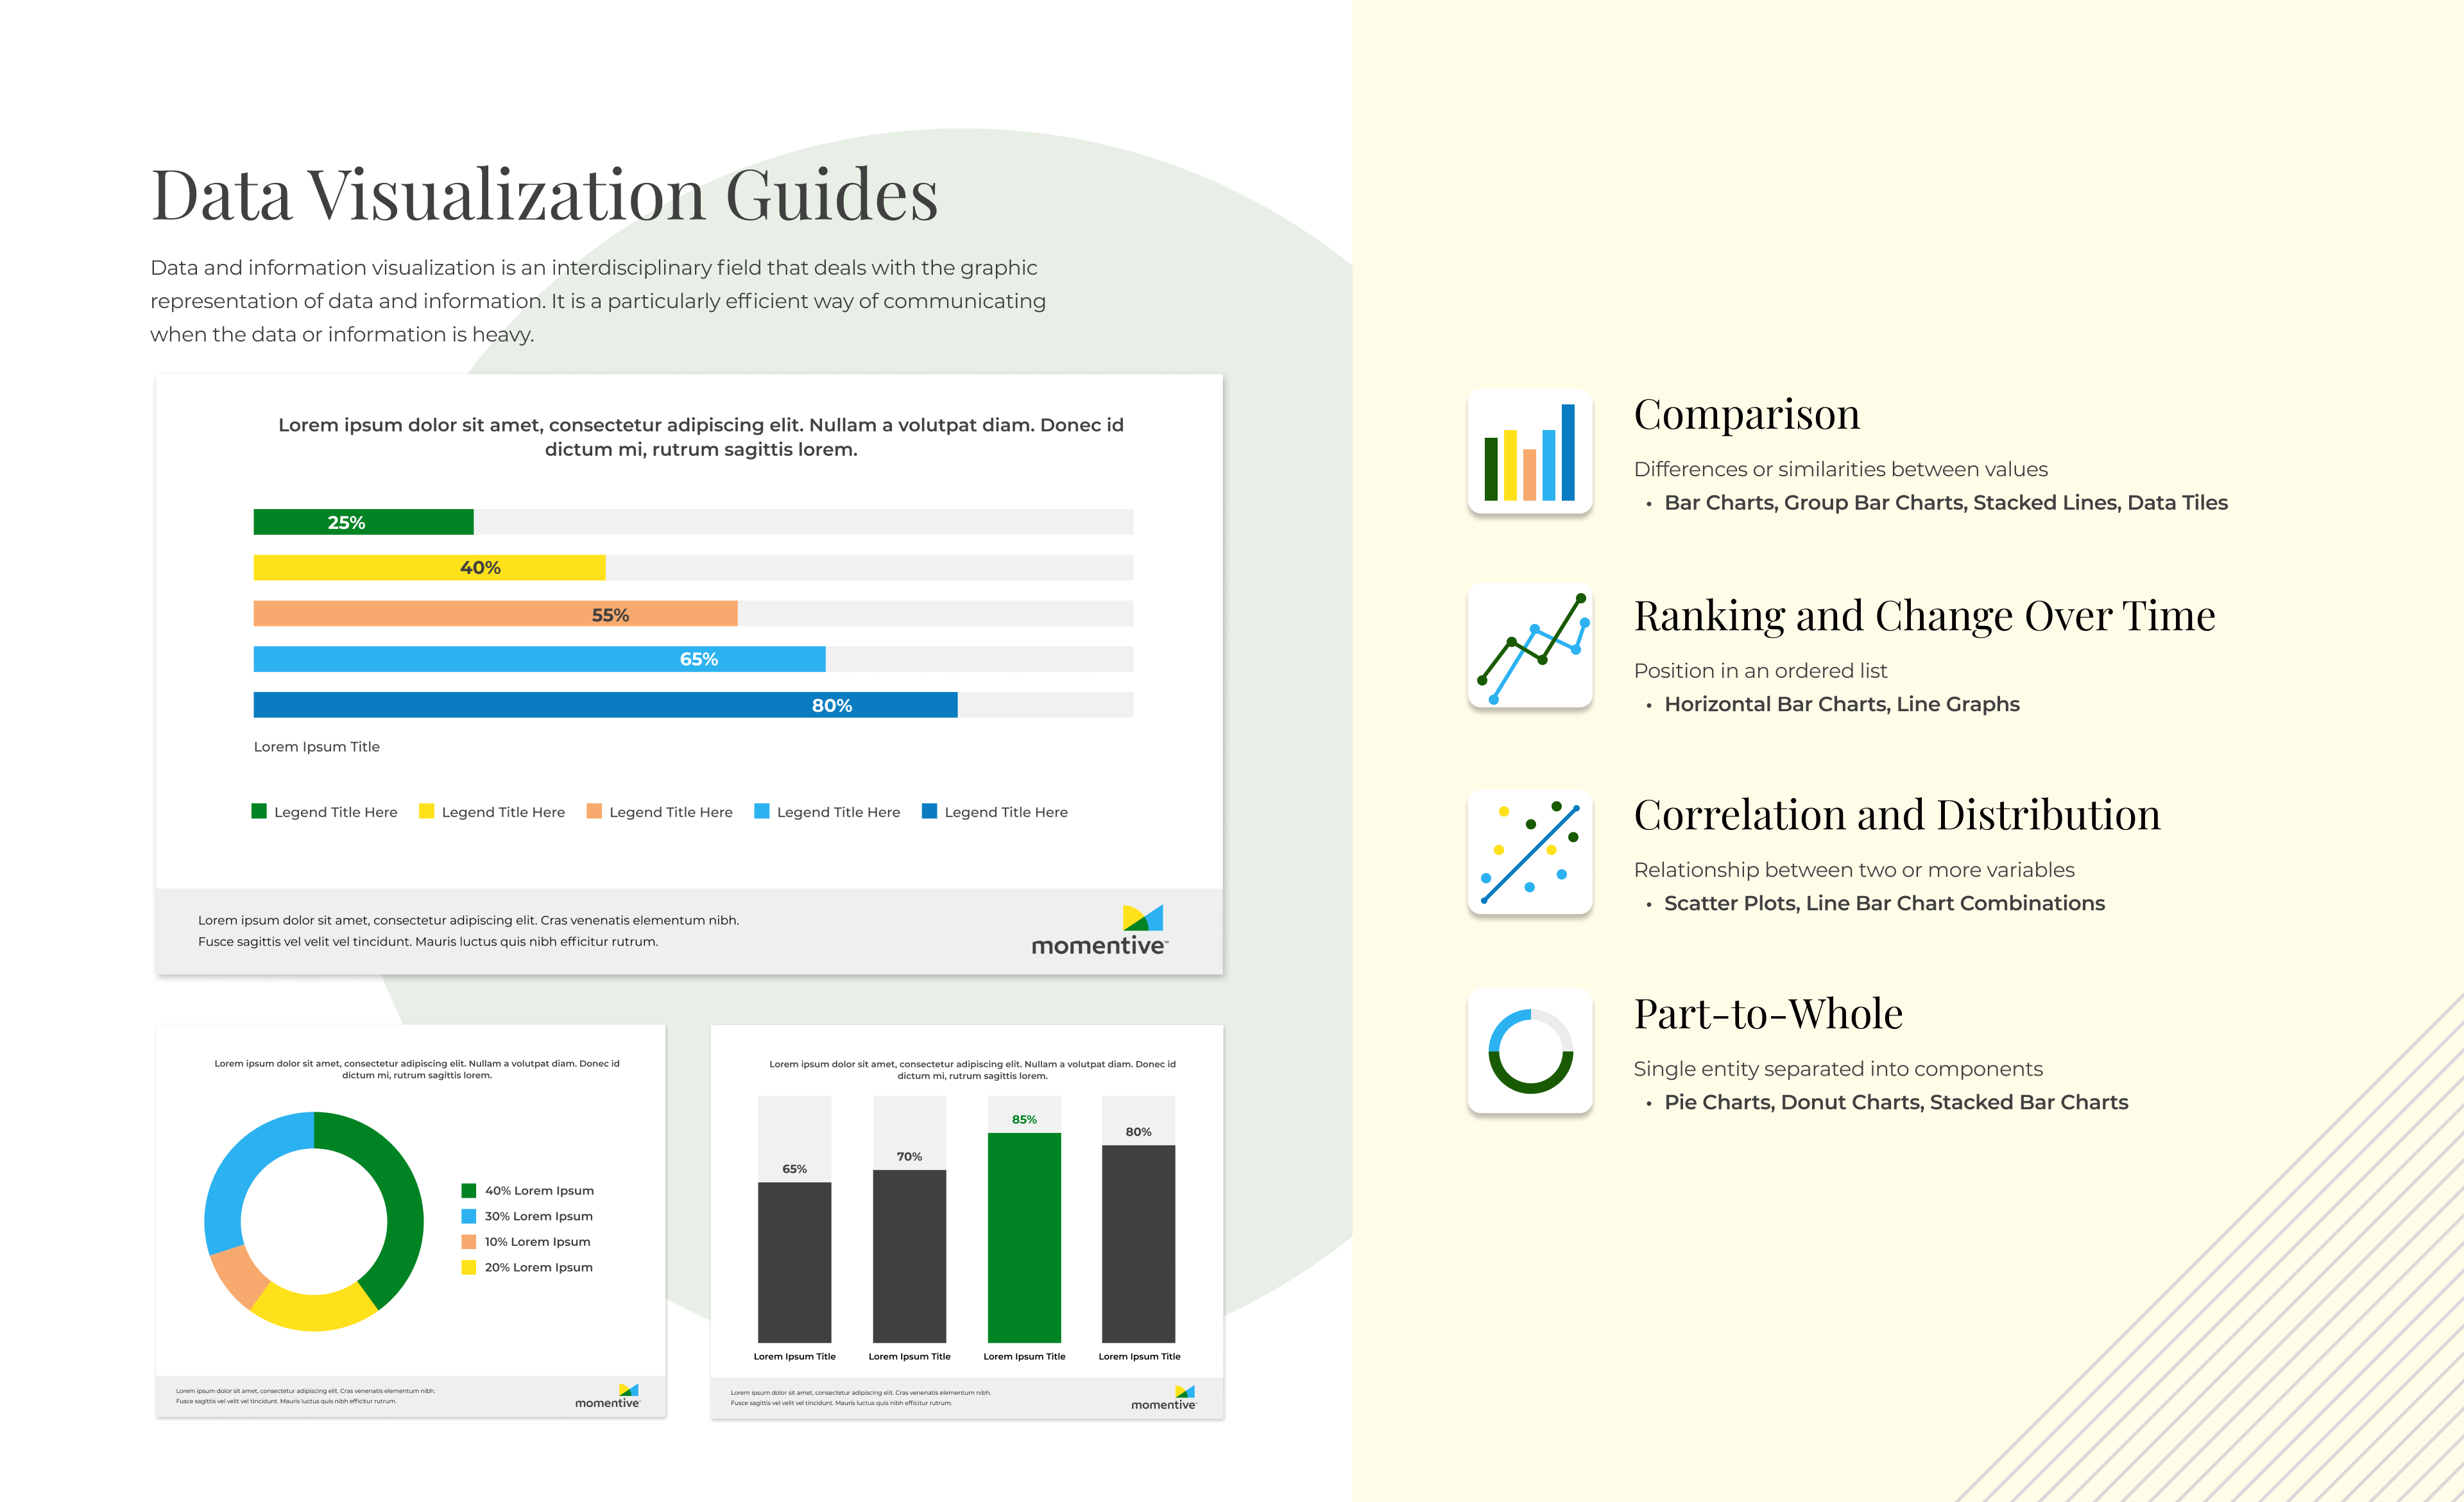 Data Visualization Guides
Data and information visualization is an interdisciplinary field that deals with the graphic
representation of data and information. It is a particularly efficient way of communicating
when the data or information is heavy.
Lorem ipsum dolor sit amet, consectetur adipiscing elit. Nullam a volutpat diam. Donec id
dictum mi, rutrum sagittis lorem.
25%
40%
55%
65%
80%
Lorem Ipsum Title
Legend Title Here Legend Title Here Legend Title Here Legend Title Here Legend Title Here
Lorem ipsum dolor sit amet, consectetur adipiscing elit. Cras venenatis elementum nibh.
Fusce sagittis vel velit vel tincidunt. Mauris luctus quis nibh efficitur rutrum.
momentive™
Lorem ipsum dolor sit amet, consectetur adipiscing elit. Nullam a volutpat diam. Donec id
dictum mi, rutrum sagittis lorem.
40% Lorem Ipsum
30% Lorem Ipsum
10% Lorem Ipsum
20% Lorem Ipsum
Lorem ipsum dolor sit amet, consectetur adipiscing elit. Cras venenatis elementum nibh.
Fusce sagittis vel velit vel tincidunt. Mauris luctus quis nibh efficitur rutrum.
momentive
Lorem ipsum dolor sit amet, consectetur adipiscing elit. Nullam a volutpat diam. Donec id
dictum mi, rutrum sagittis lorem.
65% 70% 85% 80%
Lorem Ipsum Title Lorem Ipsum Title Lorem Ipsum Title Lorem Ipsum Title
Lorem ipsum dolor sit amet, consectetur adipiscing elit. Cras venenatis elementum nibh.
Fusce sagittis vel velit vel tincidunt. Mauris luctus quis nibh efficitur rutrum.
momentive
Comparison
Differences or similarities between values
• Bar Charts, Group Bar Charts, Stacked Lines, Data Tiles
Ranking and Change Over Time
Position in an ordered list
• Horizontal Bar Charts, Line Graphs
Correlation and Distribution
Relationship between two or more variables
• Scatter Plots, Line Bar Chart Combinations
Part-to-Whole
Single entity separated into components
• Pie Charts, Donut Charts, Stacked Bar Charts